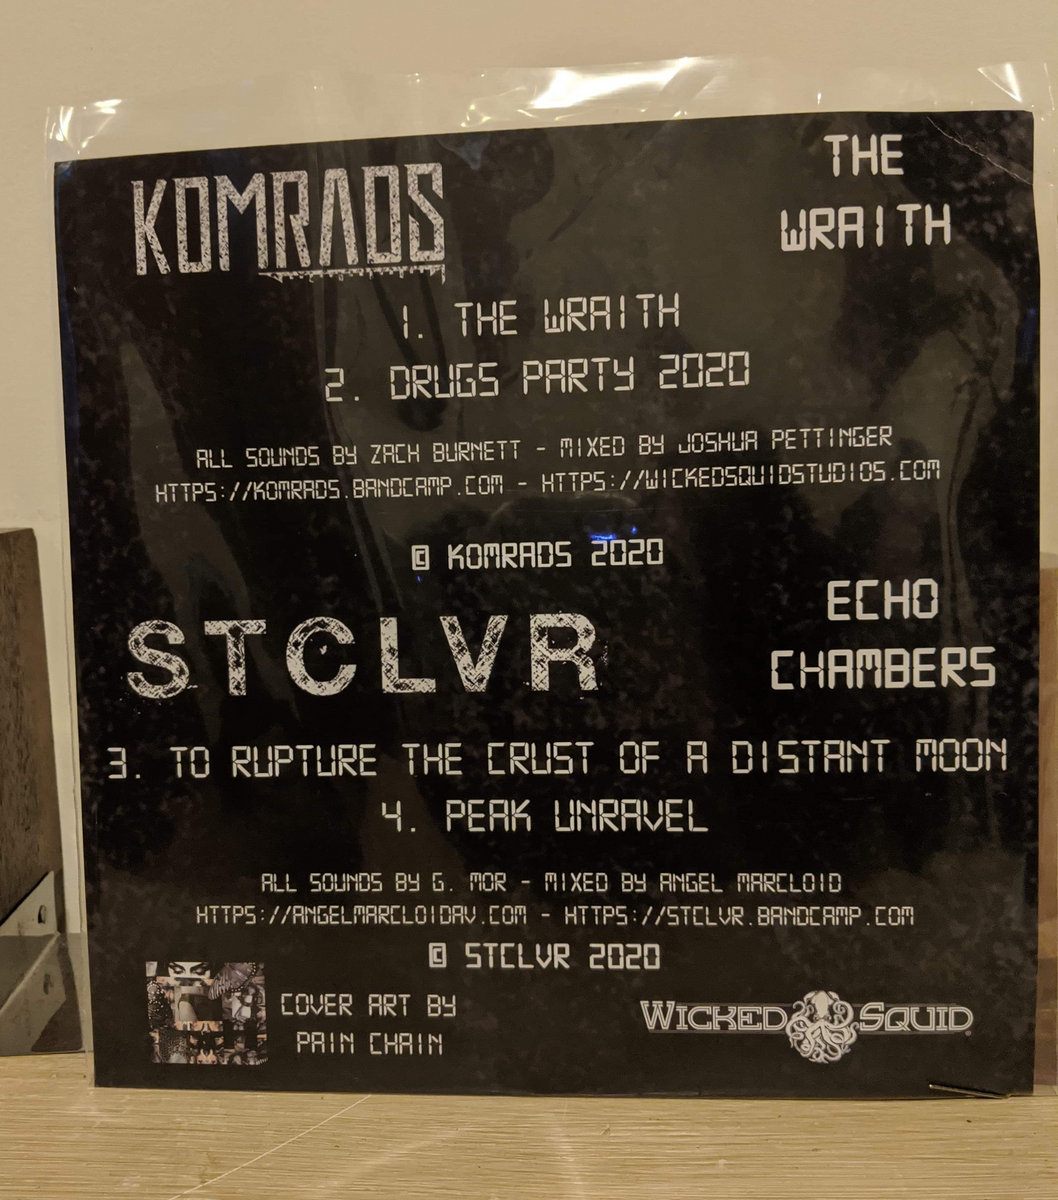 KOMRADS
THE
WRAITH
1. THE WRAITH
2. DRUGS PARTY 2020
ALL SOUNDS BY ZACH BURNETT - MIXED BY JOSHUA PETTINGER
HTTPS://KOMRADS.BANDCAMP.COM - HTTPS://WICKEDSQUIDSTUDIOS.COM
© KOMRADS 2020
STCLVR
ECHO
CHAMBERS
3. TO RUPTURE THE CRUST OF A DISTANT MOON
4. PEAK UNRAVEL
ALL SOUNDS BY G. MOR - MIXED BY ANGEL MARCLOID
HTTPS://ANGELMARCLOIDAV.COM - HTTPS://STCLVR.BANDCAMP.COM
© STCLVR 2020
COVER ART BY
PAIN CHAIN
WICKED SQUID